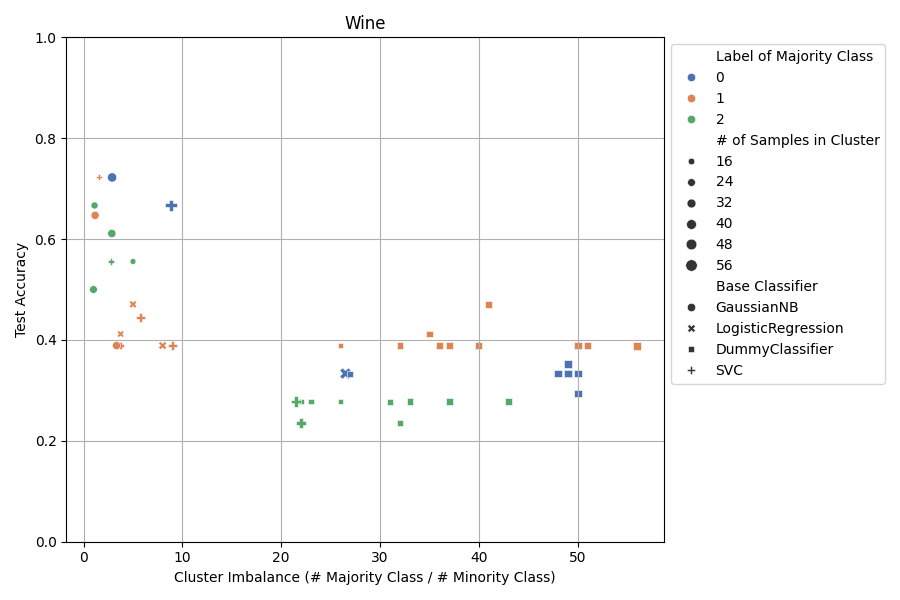 Wine
1.0
0.8
0.6
0.4
0.2
0.0
Test Accuracy
0 10 20 30 40 50
Cluster Imbalance (# Majority Class / # Minority Class)
Label of Majority Class
0
1
2
# of Samples in Cluster
16
24
32
40
48
56
Base Classifier
GaussianNB
LogisticRegression
DummyClassifier
SVC